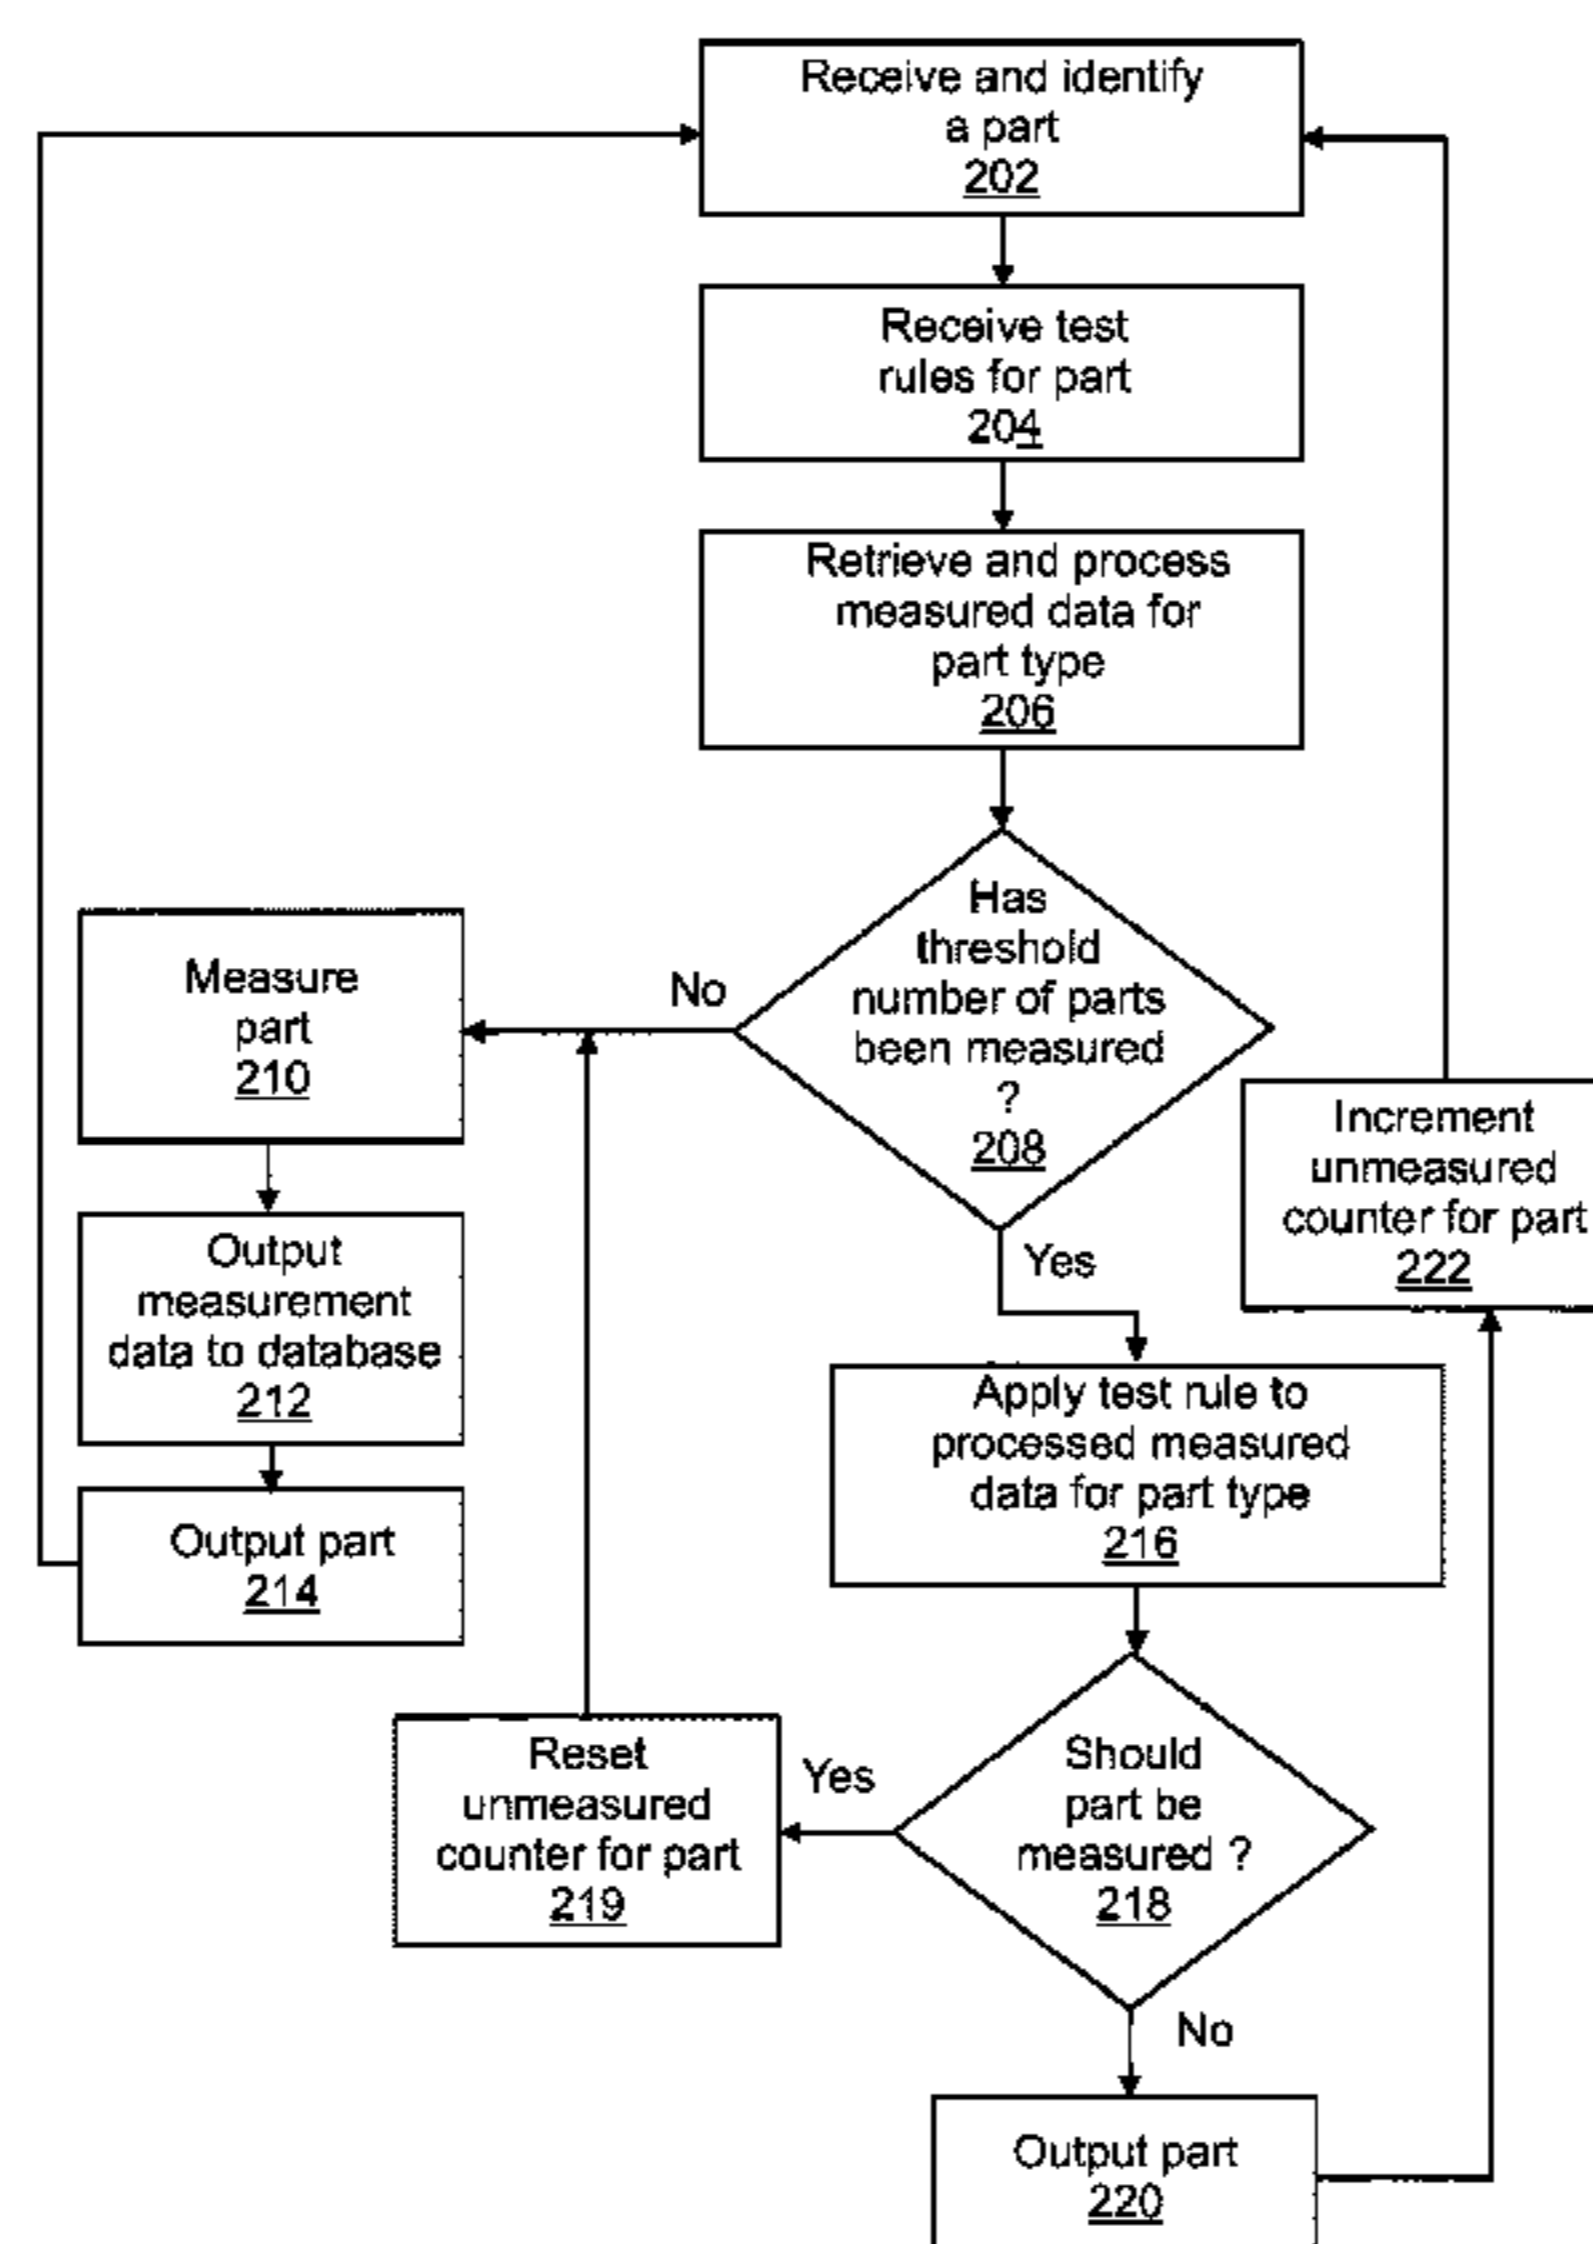 Receive and identify
a part
202
Receive test
rules for part
204
Retrieve and process
measured data for
part type
206
Has
threshold
number of parts
been measured
?
208
No
Measure
part
210
Yes
Increment
unmeasured
counter for part
222
Output
measurement
data to database
212
Apply test rule to
processed measured
data for part type
216
Output part
214
Should
part be
measured ?
218
Yes
Reset
unmeasured
counter for part
219
No
Output part
220